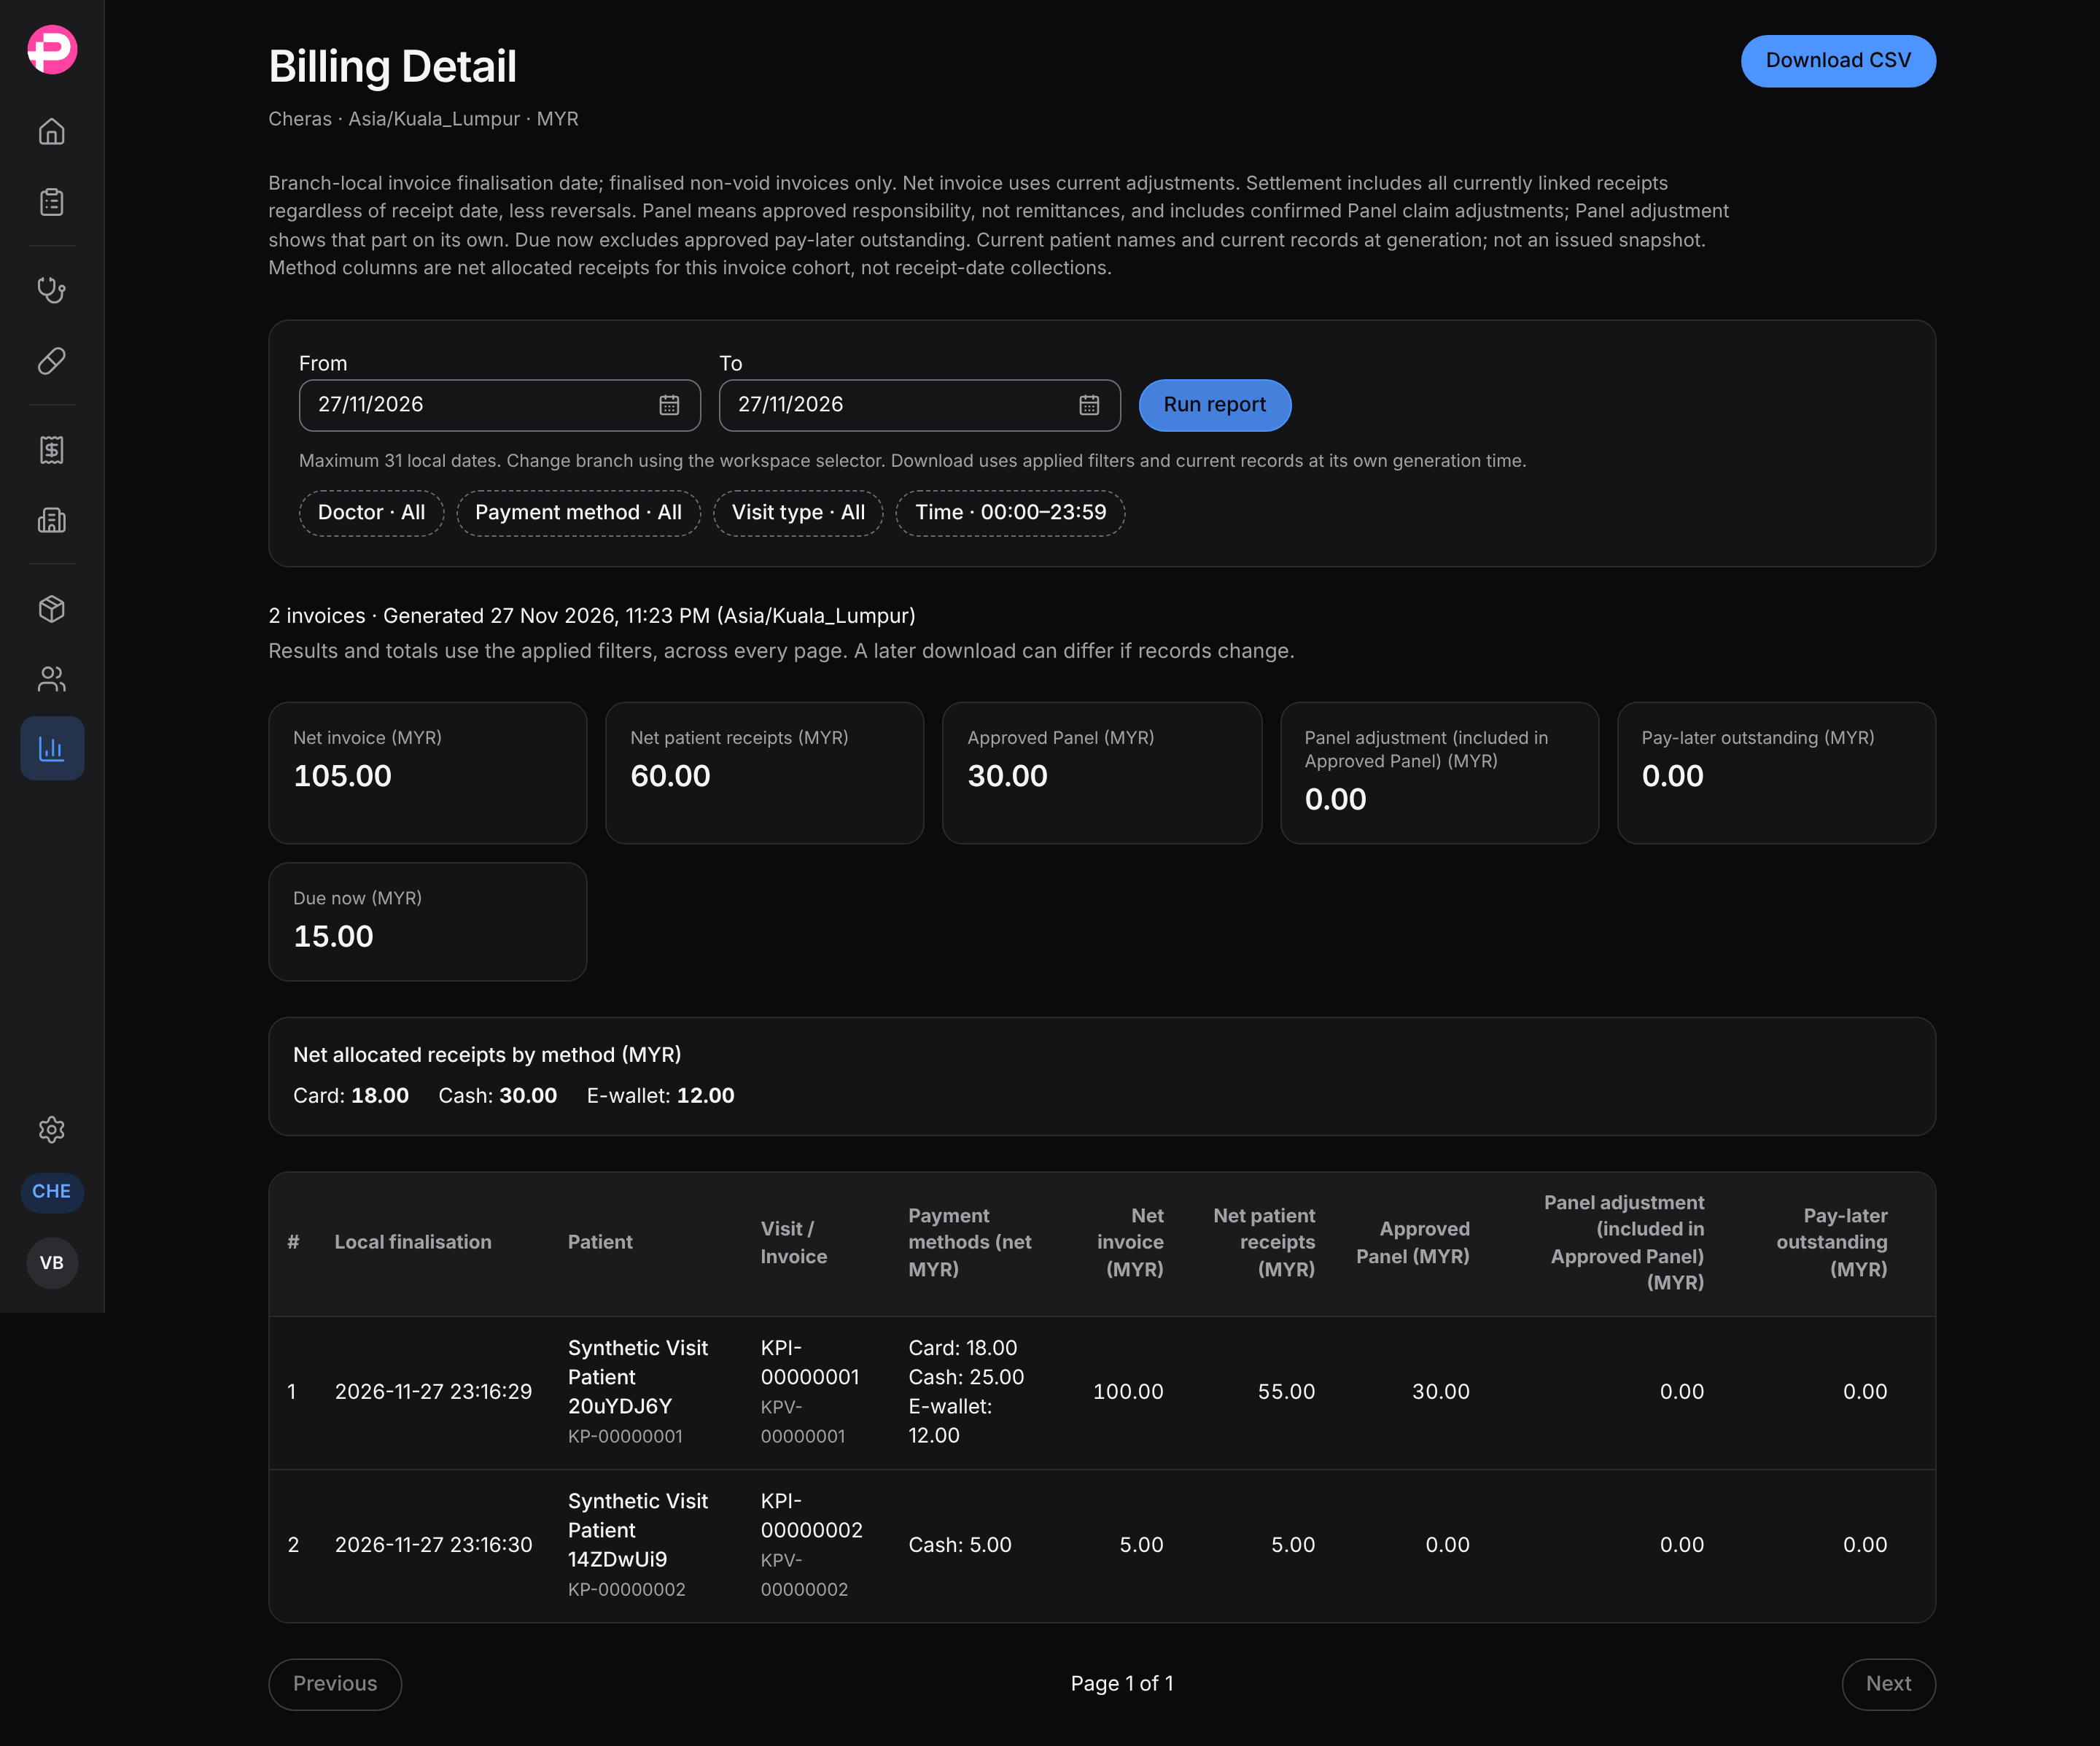 Billing Detail
Download CSV
Cheras · Asia/Kuala_Lumpur · MYR
Branch-local invoice finalisation date; finalised non-void invoices only. Net invoice uses current adjustments. Settlement includes all currently linked receipts
regardless of receipt date, less reversals. Panel means approved responsibility, not remittances, and includes confirmed Panel claim adjustments; Panel adjustment
shows that part on its own. Due now excludes approved pay-later outstanding. Current patient names and current records at generation; not an issued snapshot.
Method columns are net allocated receipts for this invoice cohort, not receipt-date collections.
From
To
27/11/2026
27/11/2026
Run report
Maximum 31 local dates. Change branch using the workspace selector. Download uses applied filters and current records at its own generation time.
Doctor · All
Payment method · All
Visit type · All
Time · 00:00–23:59
2 invoices · Generated 27 Nov 2026, 11:23 PM (Asia/Kuala_Lumpur)
Results and totals use the applied filters, across every page. A later download can differ if records change.
Net invoice (MYR)
105.00
Net patient receipts (MYR)
60.00
Approved Panel (MYR)
30.00
Panel adjustment (included in
Approved Panel) (MYR)
0.00
Pay-later outstanding (MYR)
0.00
Due now (MYR)
15.00
Net allocated receipts by method (MYR)
Card: 18.00 Cash: 30.00 E-wallet: 12.00
#
Local finalisation
Patient
Visit /
Invoice
Payment
methods (net
MYR)
Net
invoice
(MYR)
Net patient
receipts
(MYR)
Approved
Panel (MYR)
Panel adjustment
(included in
Approved Panel)
(MYR)
Pay-later
outstanding
(MYR)
1
2026-11-27 23:16:29
Synthetic Visit
Patient
20uYDJ6Y
KP-00000001
KPI-
00000001
KPV-
00000001
Card: 18.00
Cash: 25.00
E-wallet:
12.00
100.00
55.00
30.00
0.00
0.00
2
2026-11-27 23:16:30
Synthetic Visit
Patient
14ZDwUi9
KP-00000002
KPI-
00000002
KPV-
00000002
Cash: 5.00
5.00
5.00
0.00
0.00
0.00
Previous
Page 1 of 1
Next
CHE
VB